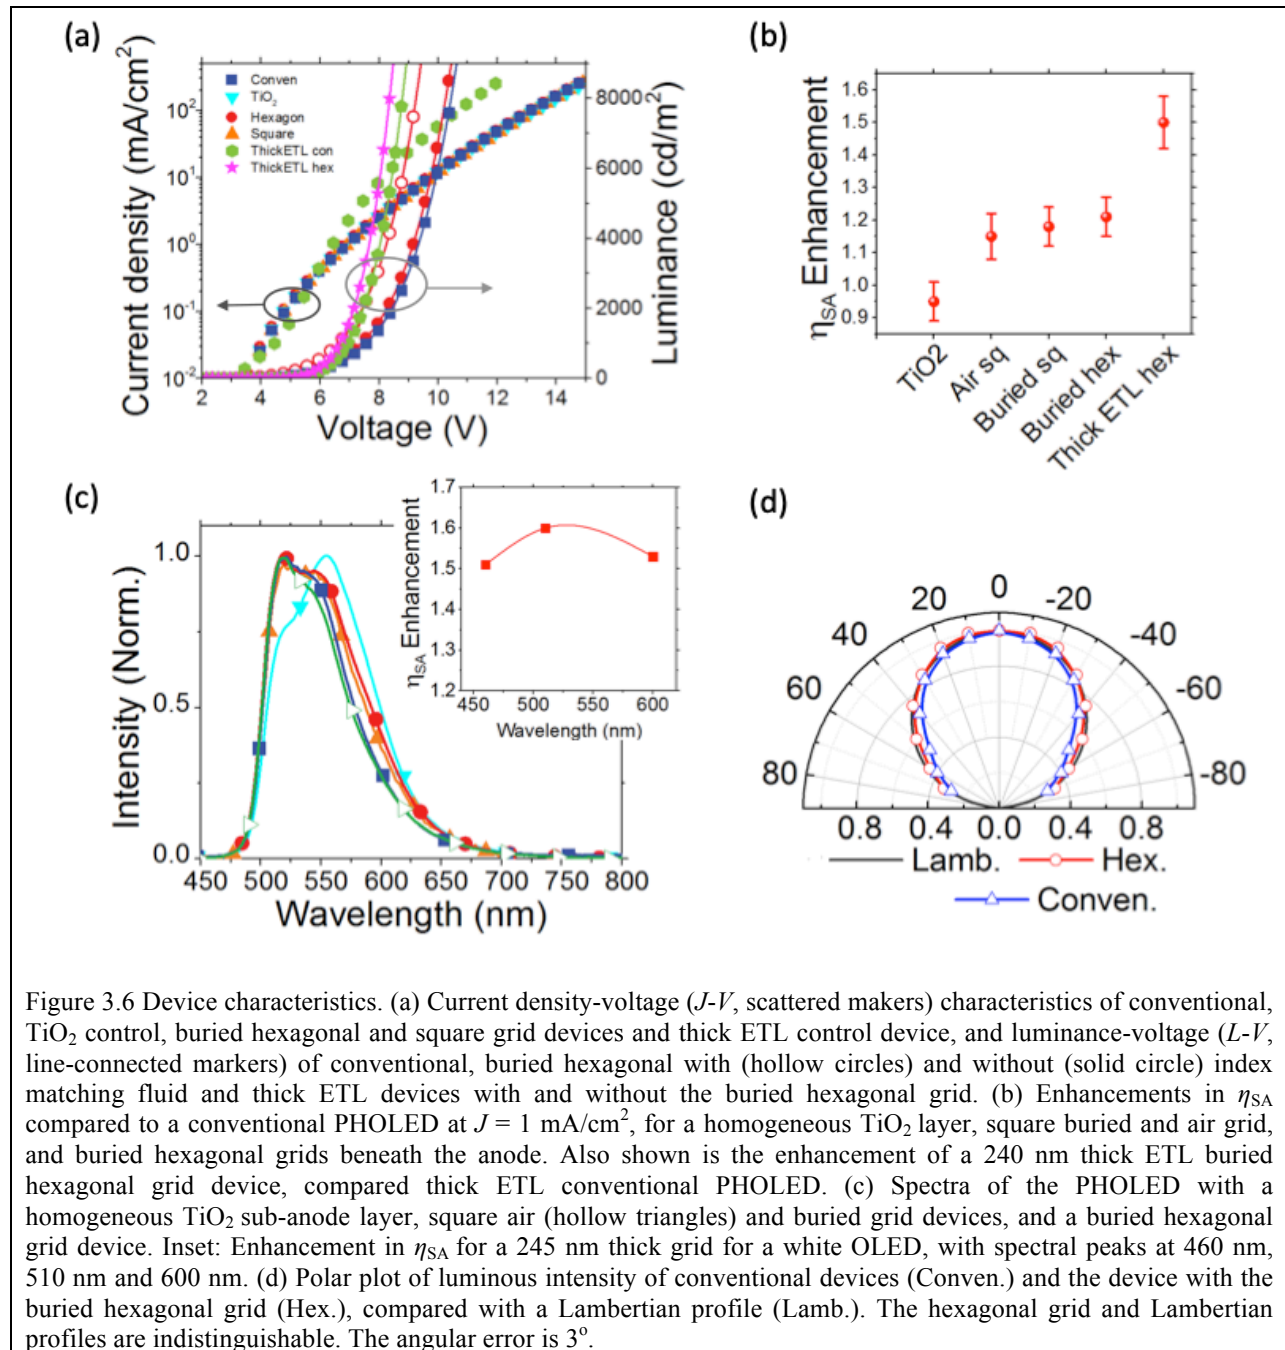 (a)
(b)
Current density (mA/cm²)
10²
10¹
10⁰
10⁻¹
10⁻²
Conven
TiO₂
Hexagon
Square
ThickETL con
ThickETL hex
8000
6000
4000
2000
0
Luminance (cd/m²)
2 4 6 8 10 12 14
Voltage (V)
ηSA Enhancement
1.6
1.5
1.4
1.3
1.2
1.1
1.0
0.9
TiO2
Air sq
Buried sq
Buried hex
Thick ETL hex
(c)
(d)
Intensity (Norm.)
1.0
0.5
0.0
450 500 550 600 650 700 750 800
Wavelength (nm)
ηSA Enhancement
1.7
1.6
1.5
1.4
1.3
1.2
450 500 550 600
Wavelength (nm)
0
20 -20
40 -40
60 -60
80 -80
0.8 0.4 0.0 0.4 0.8
Lamb. Hex.
Conven.
Figure 3.6 Device characteristics. (a) Current density-voltage (J-V, scattered makers) characteristics of conventional,
TiO₂ control, buried hexagonal and square grid devices and thick ETL control device, and luminance-voltage (L-V,
line-connected markers) of conventional, buried hexagonal with (hollow circles) and without (solid circle) index
matching fluid and thick ETL devices with and without the buried hexagonal grid. (b) Enhancements in ηSA
compared to a conventional PHOLED at J = 1 mA/cm², for a homogeneous TiO₂ layer, square buried and air grid,
and buried hexagonal grids beneath the anode. Also shown is the enhancement of a 240 nm thick ETL buried
hexagonal grid device, compared thick ETL conventional PHOLED. (c) Spectra of the PHOLED with a
homogeneous TiO₂ sub-anode layer, square air (hollow triangles) and buried grid devices, and a buried hexagonal
grid device. Inset: Enhancement in ηSA for a 245 nm thick grid for a white OLED, with spectral peaks at 460 nm,
510 nm and 600 nm. (d) Polar plot of luminous intensity of conventional devices (Conven.) and the device with the
buried hexagonal grid (Hex.), compared with a Lambertian profile (Lamb.). The hexagonal grid and Lambertian
profiles are indistinguishable. The angular error is 3°.